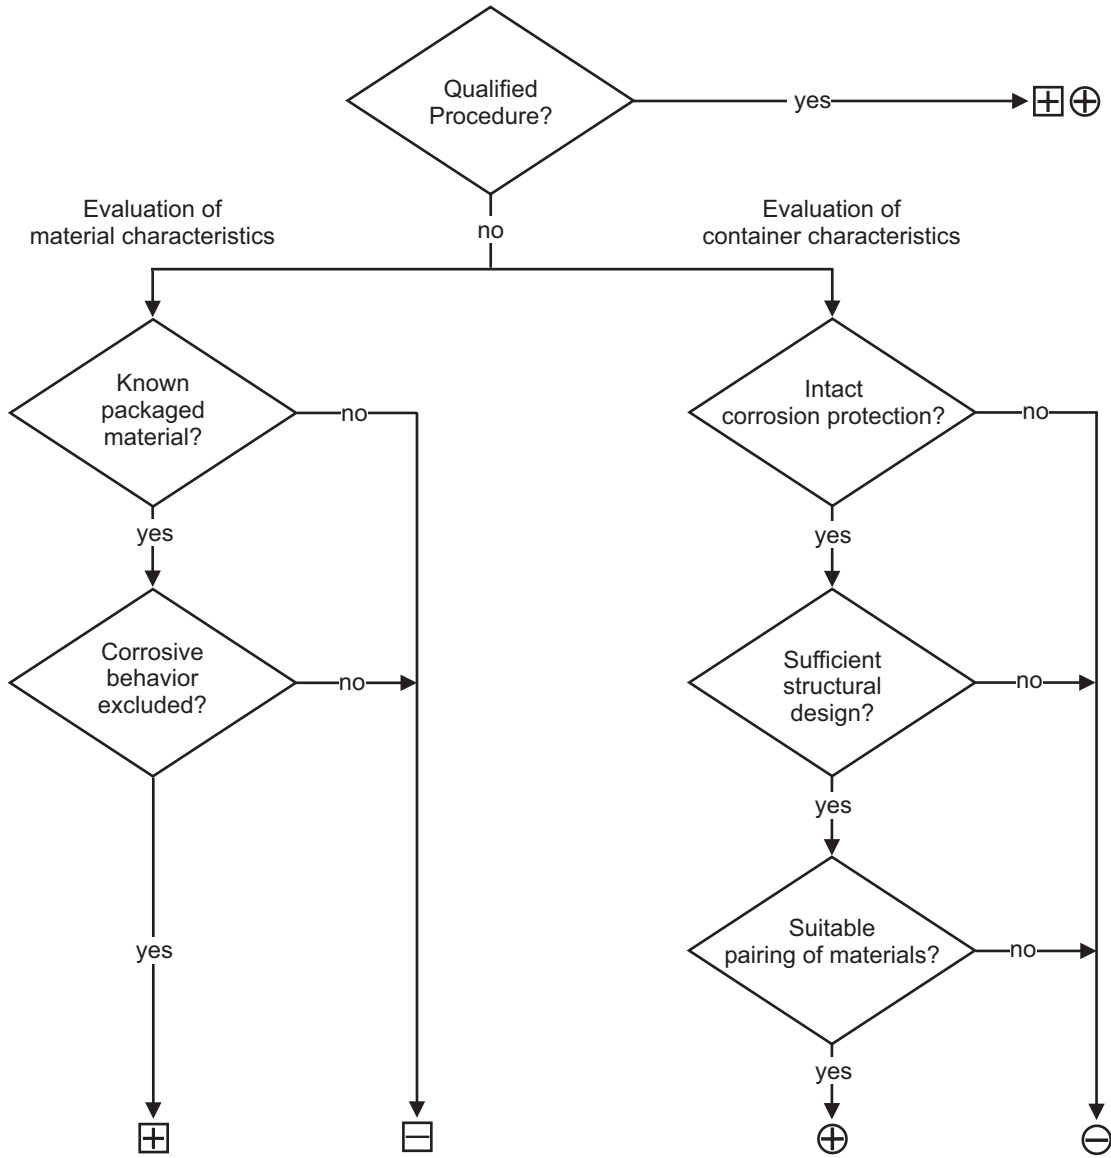 Qualified
Procedure?
yes
no
Evaluation of
material characteristics
Evaluation of
container characteristics
Known
packaged
material?
no
yes
Corrosive
behavior
excluded?
no
yes
Intact
corrosion protection?
no
yes
Sufficient
structural
design?
no
yes
Suitable
pairing of materials?
no
yes